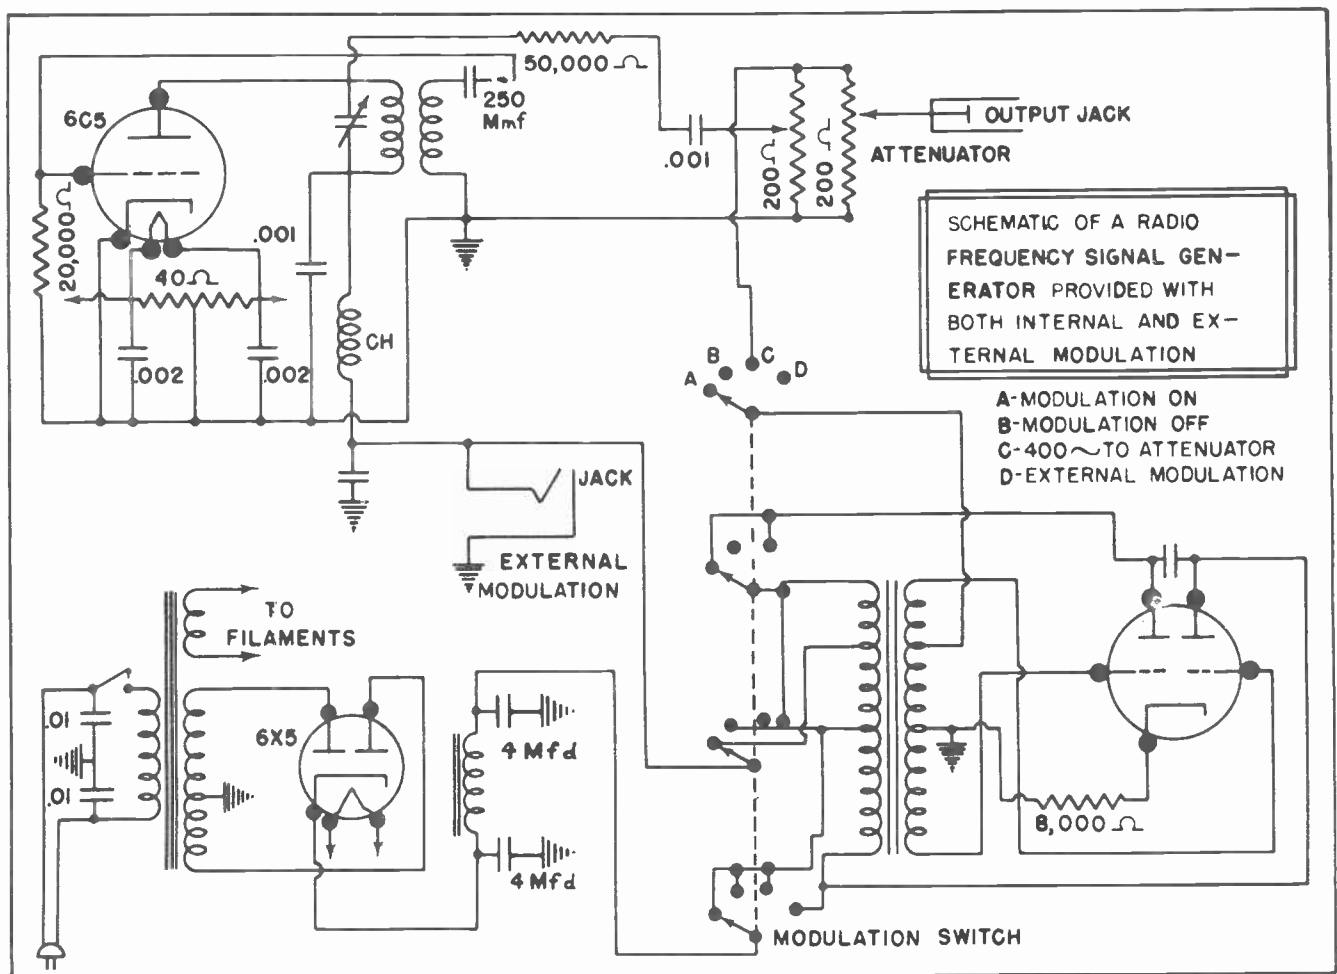 50,000 Ω
6C5
250
Mmf
.001
200 Ω
200 Ω
OUTPUT JACK
ATTENUATOR
20,000 Ω
.001
40 Ω
.002
.002
CH
SCHEMATIC OF A RADIO
FREQUENCY SIGNAL GEN-
ERATOR PROVIDED WITH
BOTH INTERNAL AND EX-
TERNAL MODULATION
A B C D
A-MODULATION ON
B-MODULATION OFF
C-400~TO ATTENUATOR
D-EXTERNAL MODULATION
JACK
EXTERNAL
MODULATION
TO
FILAMENTS
.01
.01
6X5
4 Mfd
4 Mfd
8,000 Ω
MODULATION SWITCH